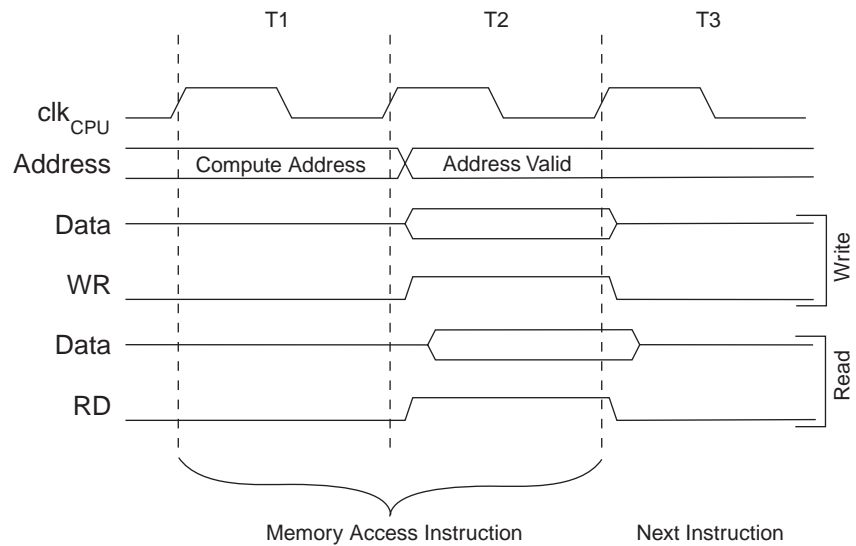 T1 T2 T3
clkCPU
Address Compute Address Address Valid
Data
WR
Write
Data
RD
Read
Memory Access Instruction Next Instruction